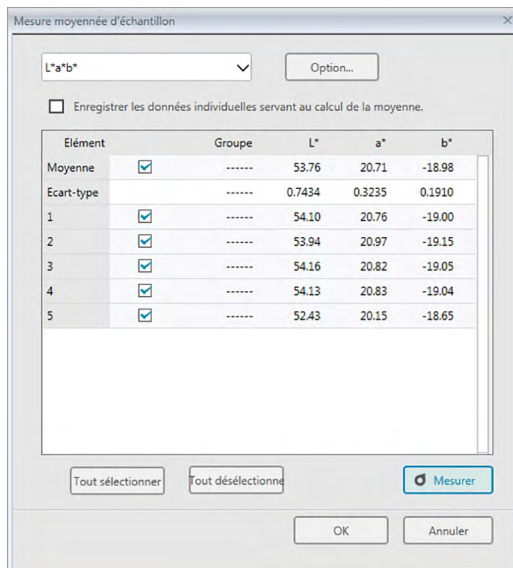 Mesure moyennée d'échantillon
L*a*b*
Option...
Enregistrer les données individuelles servant au calcul de la moyenne.
Elément Groupe L* a* b*
Moyenne ------ 53.76 20.71 -18.98
Ecart-type ------ 0.7434 0.3235 0.1910
1 ------ 54.10 20.76 -19.00
2 ------ 53.94 20.97 -19.15
3 ------ 54.16 20.82 -19.05
4 ------ 54.13 20.83 -19.04
5 ------ 52.43 20.15 -18.65
Tout sélectionner Tout désélectionne Mesurer
OK Annuler